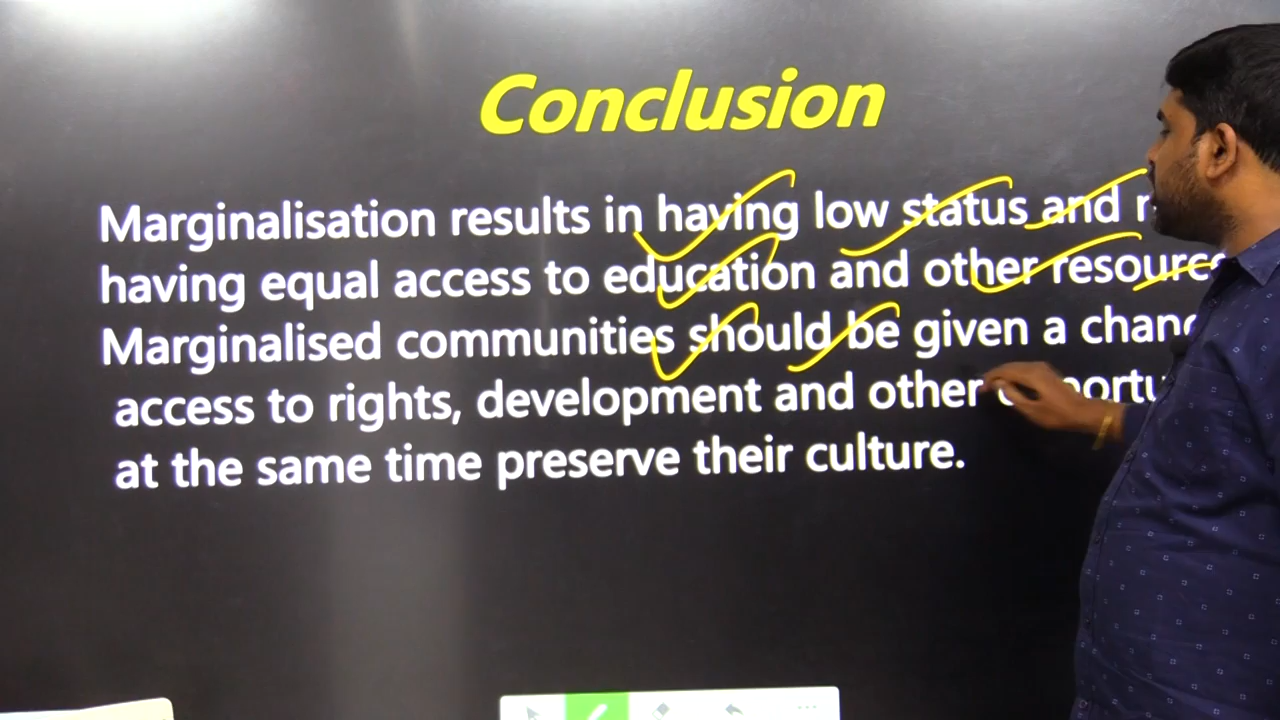 Conclusion
Marginalisation results in having low status and
having equal access to education and other
Marginalised communities should be given a
access to rights, development and other
at the same time preserve their culture.